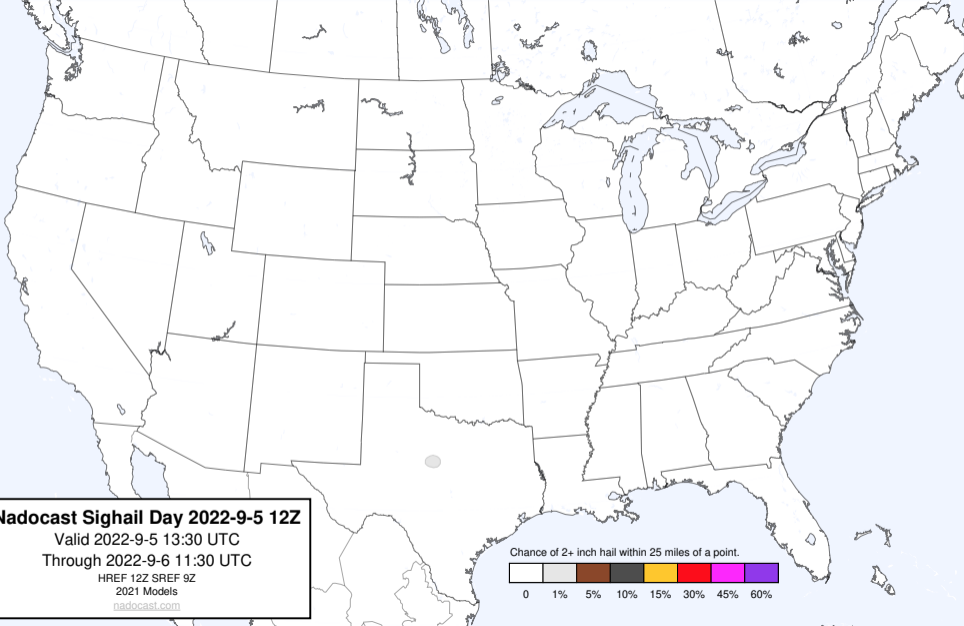 Nadocast Sighail Day 2022-9-5 12Z
Valid 2022-9-5 13:30 UTC
Through 2022-9-6 11:30 UTC
HREF 12Z SREF 9Z
2021 Models
nadocast.com
Chance of 2+ inch hail within 25 miles of a point.
0 1% 5% 10% 15% 30% 45% 60%